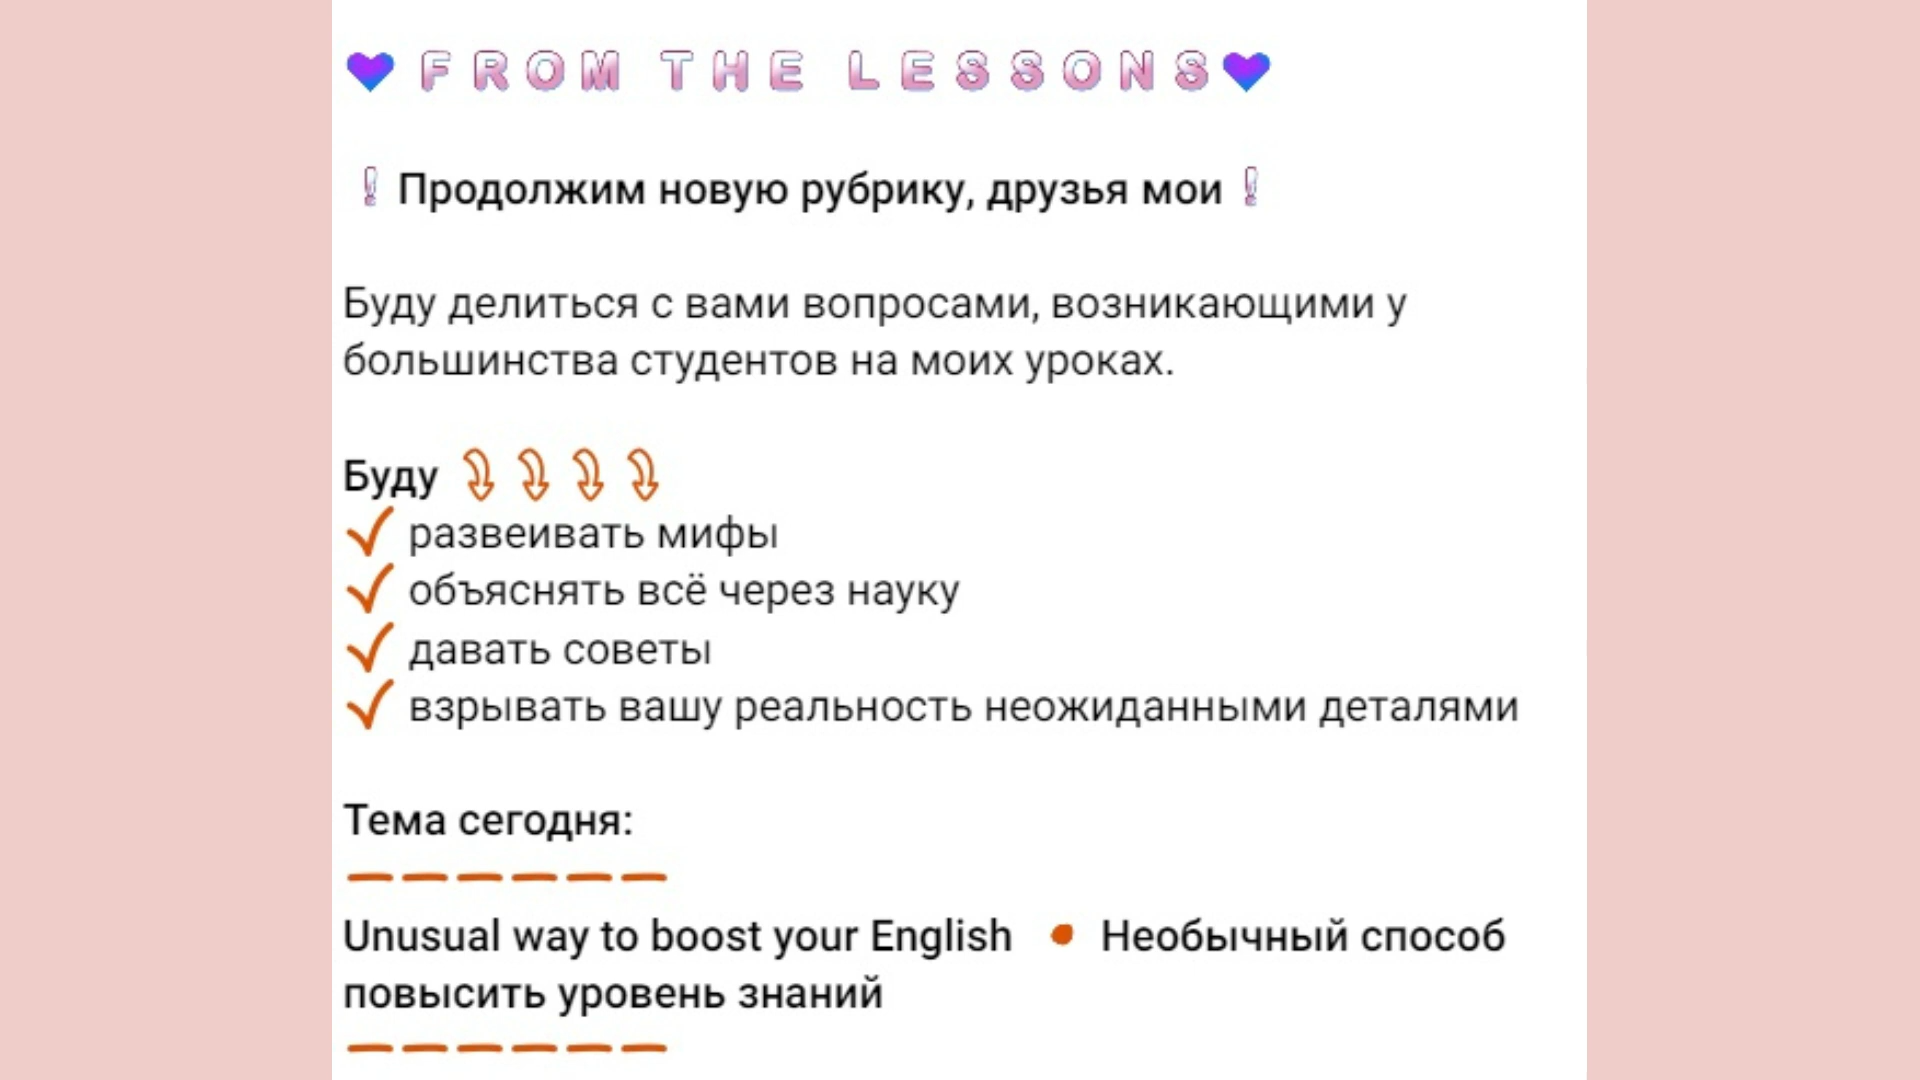 💜 FROM THE LESSONS 💜
❗ Продолжим новую рубрику, друзья мои ❗
Буду делиться с вами вопросами, возникающими у
большинства студентов на моих уроках.
Буду ⤵⤵⤵⤵
✓ развеивать мифы
✓ объяснять всё через науку
✓ давать советы
✓ взрывать вашу реальность неожиданными деталями
Тема сегодня:
— — — — — —
Unusual way to boost your English • Необычный способ
повысить уровень знаний
— — — — — —